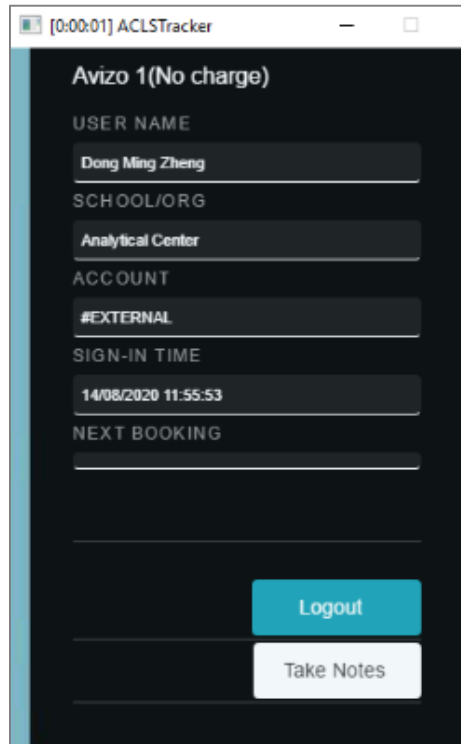 [0:00:01] ACLSTracker
Avizo 1(No charge)
USER NAME
Dong Ming Zheng
SCHOOL/ORG
Analytical Center
ACCOUNT
#EXTERNAL
SIGN-IN TIME
14/08/2020 11:55:53
NEXT BOOKING
Logout
Take Notes